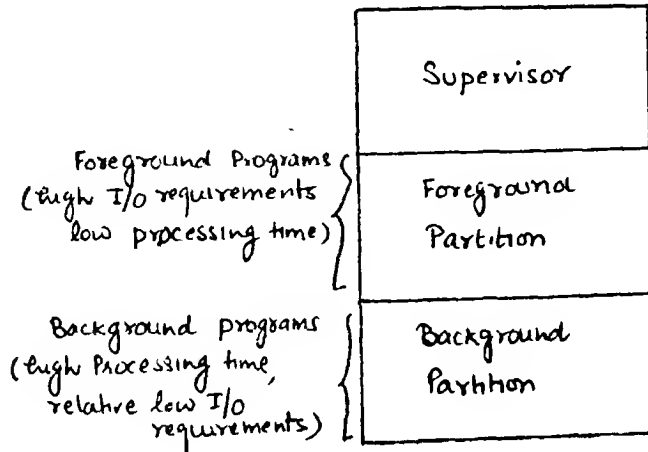 Supervisor
Foreground Programs
(high I/O requirements
low processing time)
Foreground
Partition
Background programs
(high Processing time,
relative low I/O
requirements)
Background
Partition